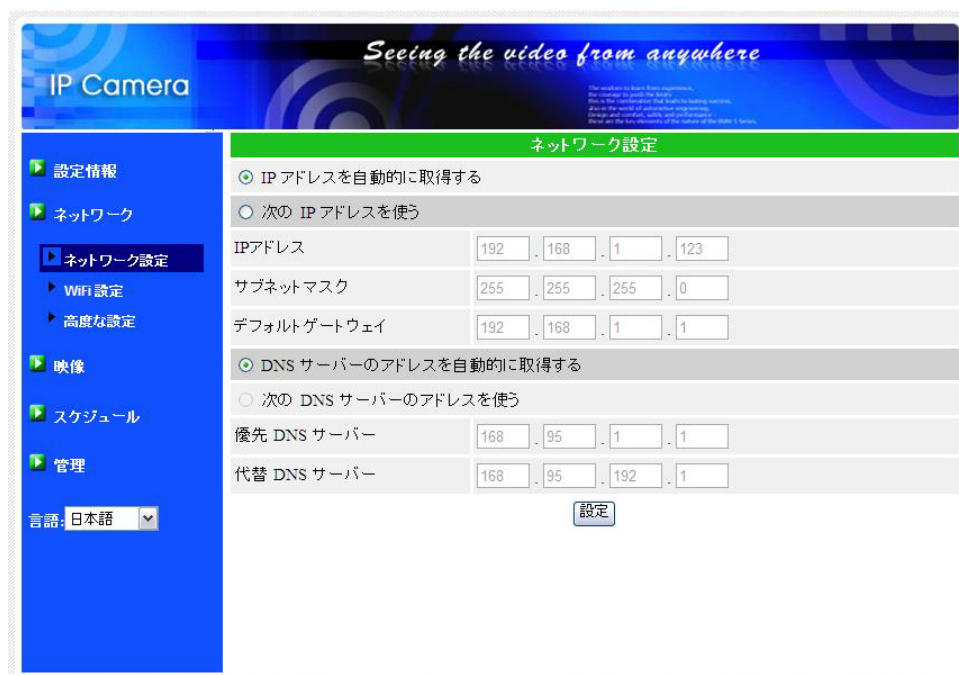 Seeing the video from anywhere
IP Camera
設定情報
ネットワーク
ネットワーク設定
WiFi 設定
高度な設定
映像
スケジュール
管理
言語: 日本語
ネットワーク設定
IP アドレスを自動的に取得する
次の IP アドレスを使う
IPアドレス 192 . 168 . 1 . 123
サブネットマスク 255 . 255 . 255 . 0
デフォルトゲートウェイ 192 . 168 . 1 . 1
DNS サーバーのアドレスを自動的に取得する
次の DNS サーバーのアドレスを使う
優先 DNS サーバー 168 . 95 . 1 . 1
代替 DNS サーバー 168 . 95 . 192 . 1
設定